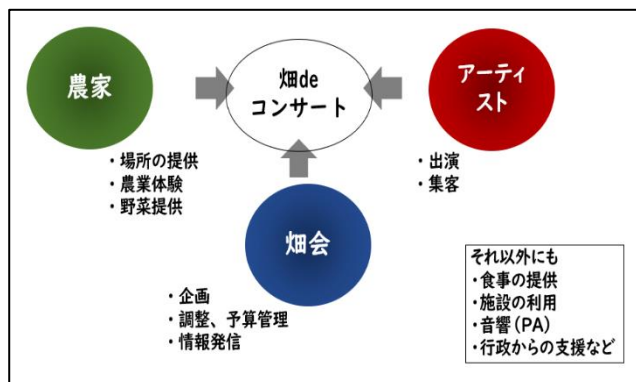 農家
畑de
コンサート
アーティ
スト
・場所の提供
・農業体験
・野菜提供
・出演
・集客
畑会
・企画
・調整、予算管理
・情報発信
それ以外にも
・食事の提供
・施設の利用
・音響(PA)
・行政からの支援など